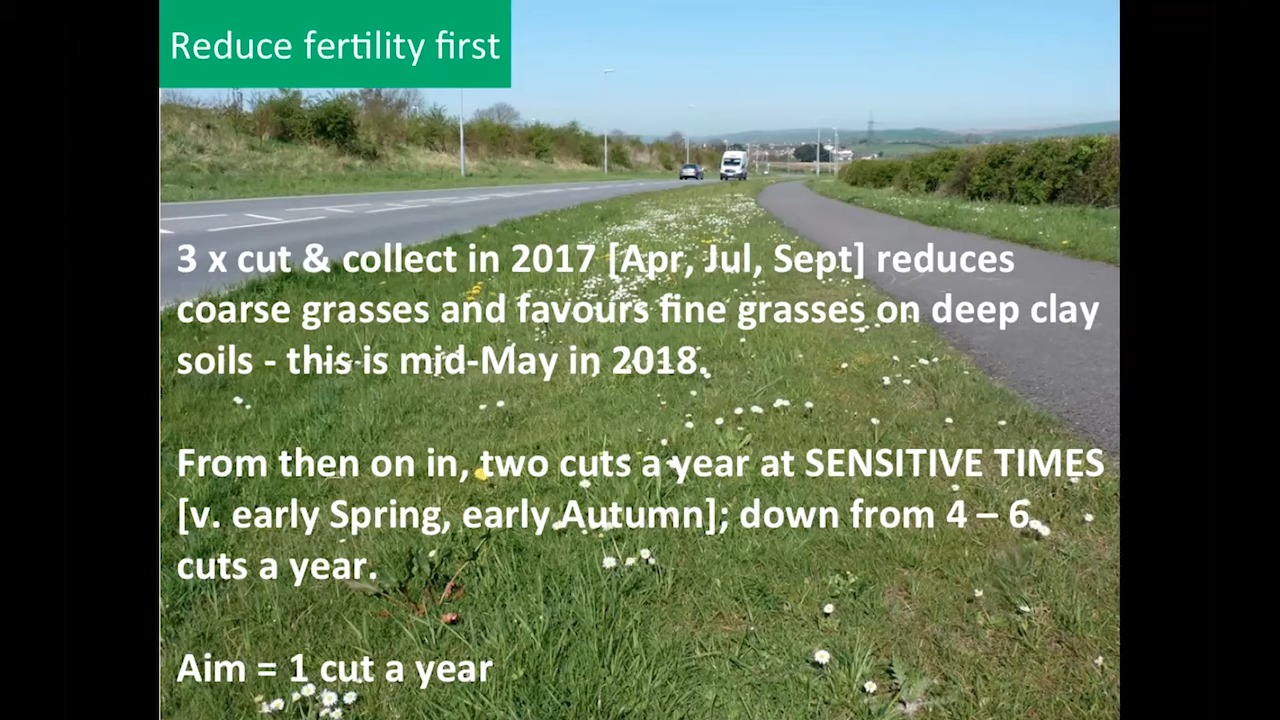 Reduce fertility first
3 x cut & collect in 2017 [Apr, Jul, Sept] reduces
coarse grasses and favours fine grasses on deep clay
soils - this is mid-May in 2018.
From then on in, two cuts a year at SENSITIVE TIMES
[v. early Spring, early Autumn]; down from 4 – 6
cuts a year.
Aim = 1 cut a year